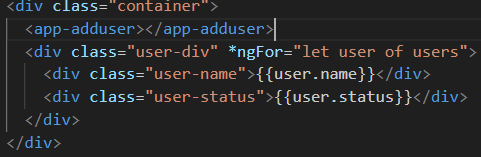 <div class="container">
<app-adduser></app-adduser>
<div class="user-div" *ngFor="let user of users">
<div class="user-name">{{user.name}}</div>
<div class="user-status">{{user.status}}</div>
</div>
</div>